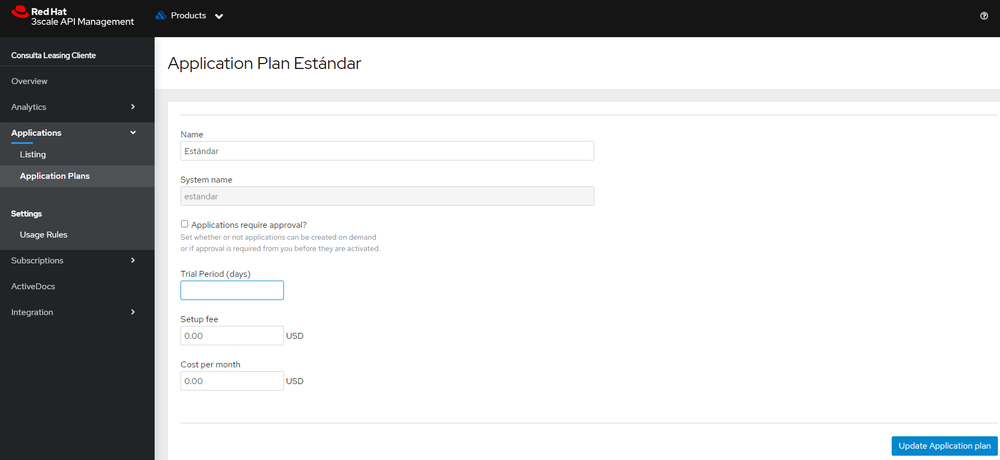 Red Hat
3scale API Management
Products
Consulta Leasing Cliente
Overview
Analytics
Applications
Listing
Application Plans
Settings
Usage Rules
Subscriptions
ActiveDocs
Integration
Application Plan Estándar
Name
Estándar
System name
estandar
Applications require approval?
Set whether or not applications can be created on demand
or if approval is required from you before they are activated.
Trial Period (days)
Setup fee
0.00 USD
Cost per month
0.00 USD
Update Application plan